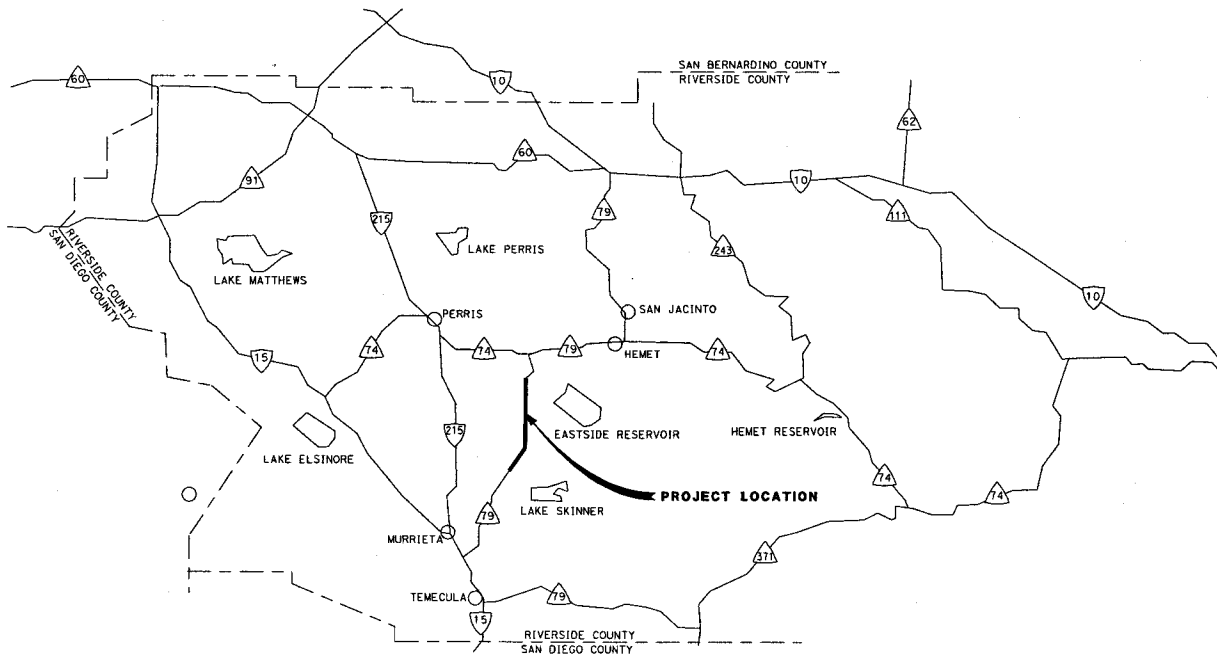 SAN BERNARDINO COUNTY
RIVERSIDE COUNTY
60
10
62
60
91
10
79
111
215
243
RIVERSIDE COUNTY
SAN DIEGO COUNTY
LAKE PERRIS
LAKE MATTHEWS
10
SAN JACINTO
PERRIS
HEMET
15
74
74
79
74
EASTSIDE RESERVOIR
HEMET RESERVOIR
215
LAKE ELSINORE
74
74
PROJECT LOCATION
LAKE SKINNER
79
MURRIETA
371
TEMECULA
79
15
RIVERSIDE COUNTY
SAN DIEGO COUNTY